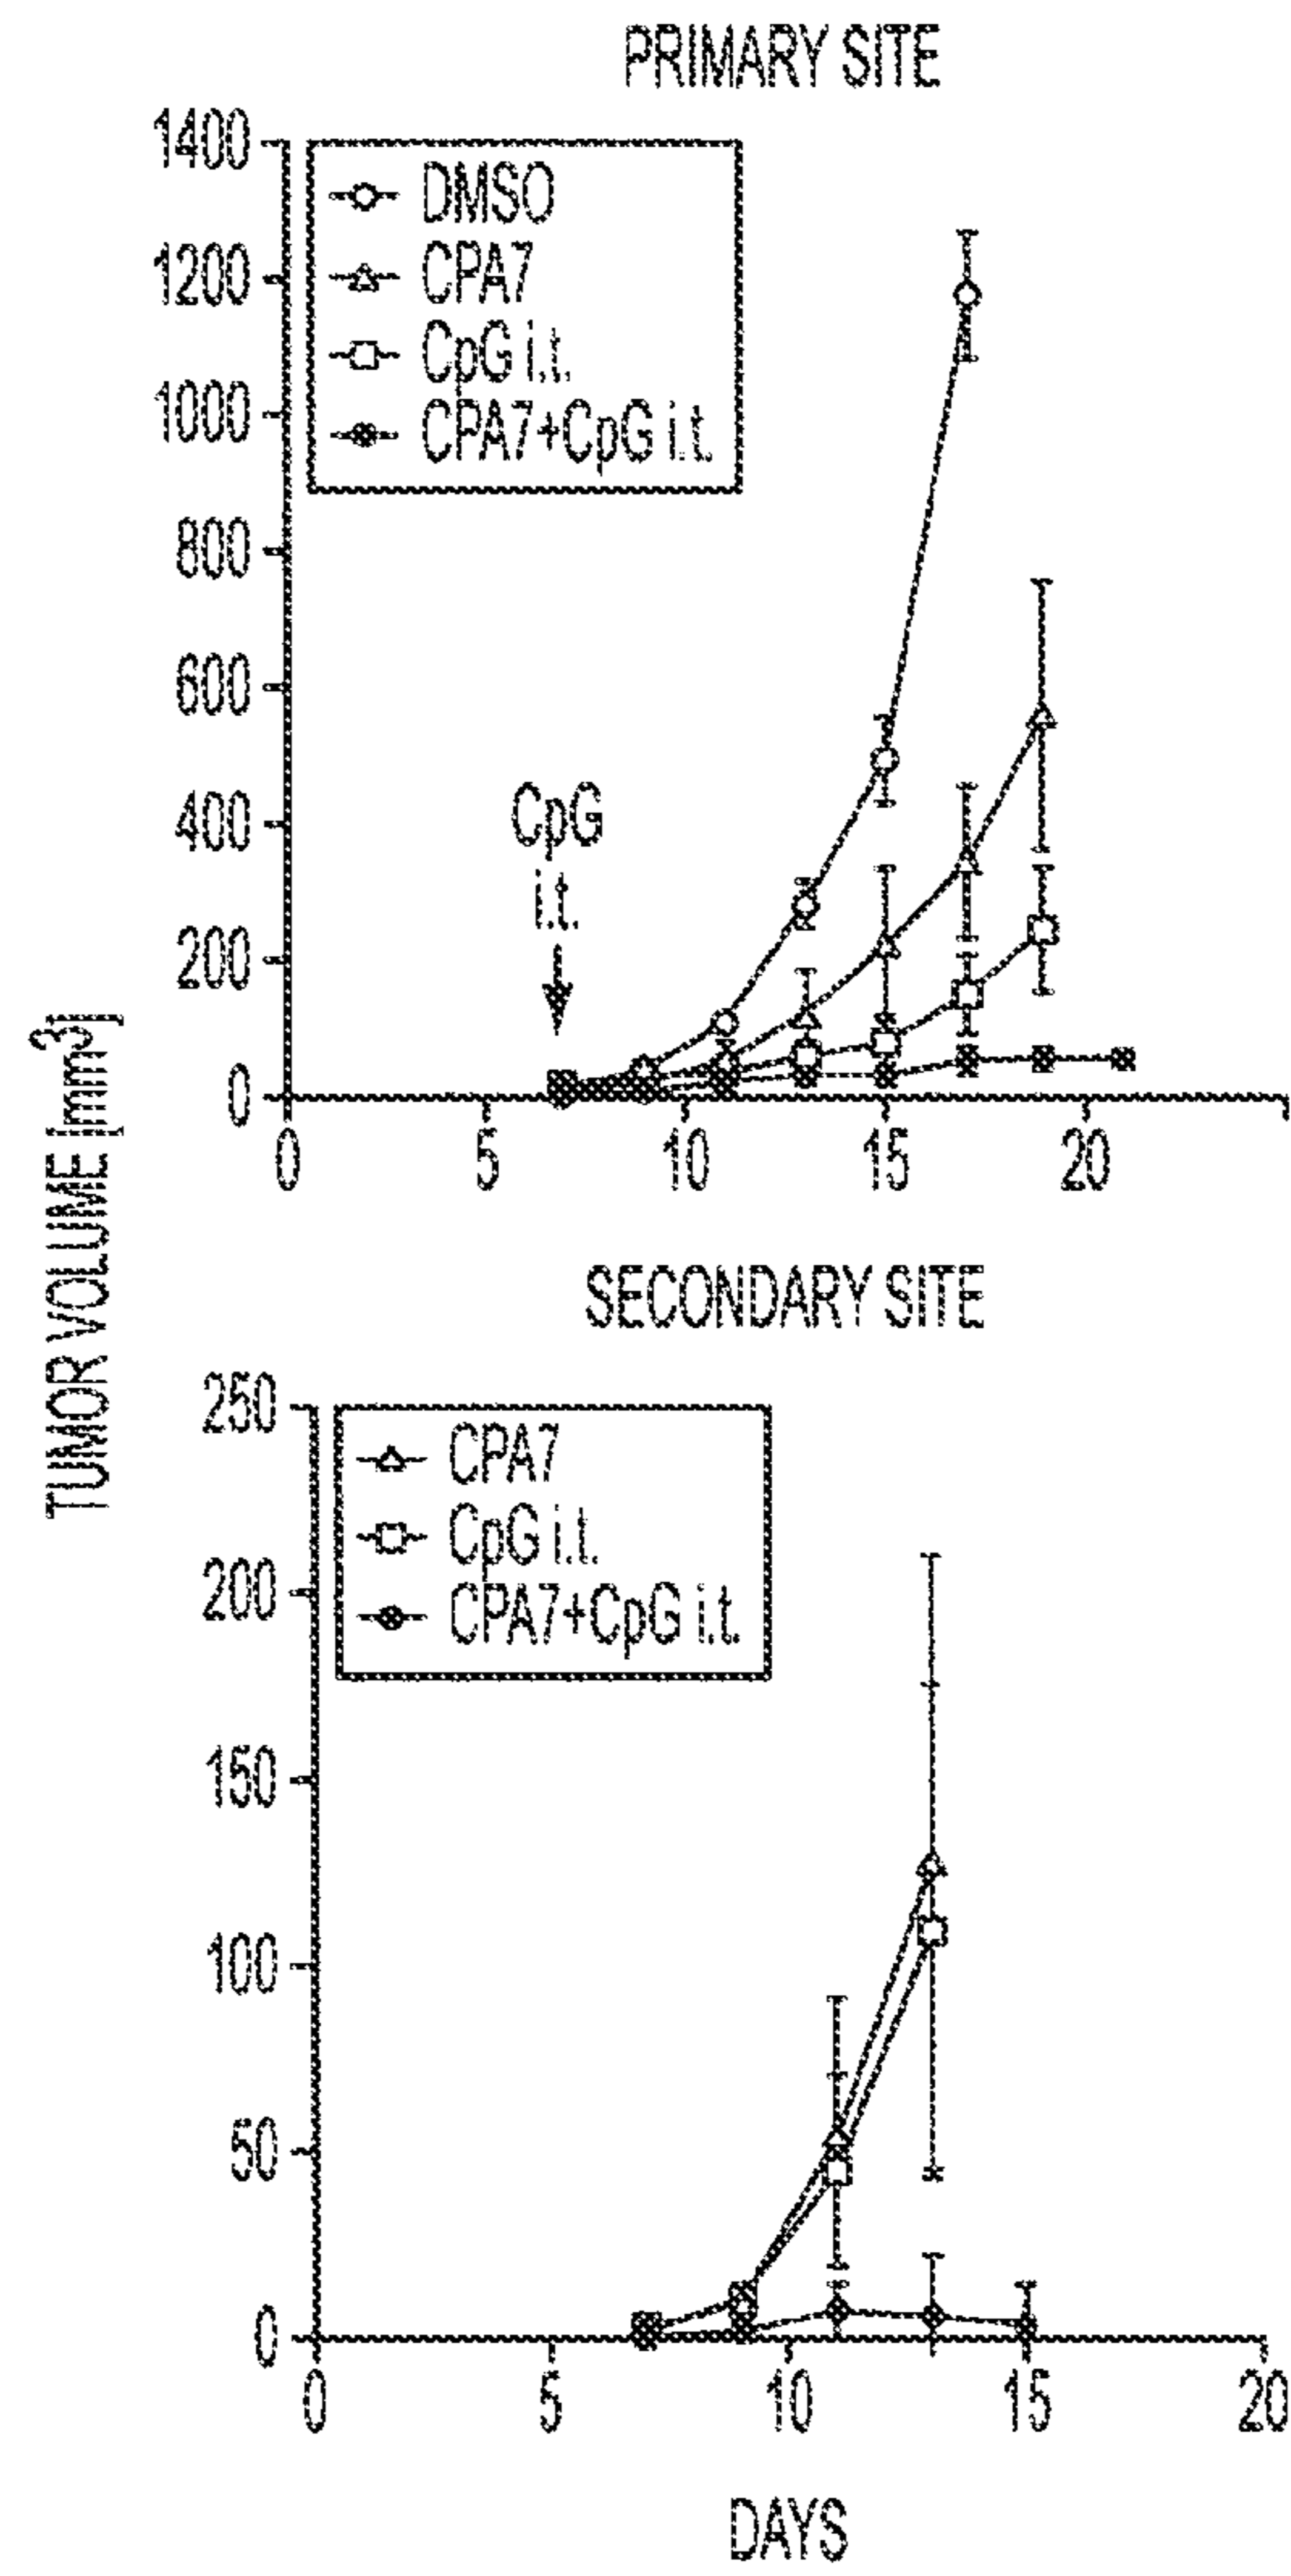 PRIMARY SITE
1400
1200
1000
800
600
400
200
0
DMSO
CPA7
CpG i.t.
CPA7+CpG i.t.
CpG
i.t.
0 5 10 15 20
TUMOR VOLUME [mm³]
SECONDARY SITE
250
200
150
100
50
0
CPA7
CpG i.t.
CPA7+CpG i.t.
0 5 10 15 20
DAYS